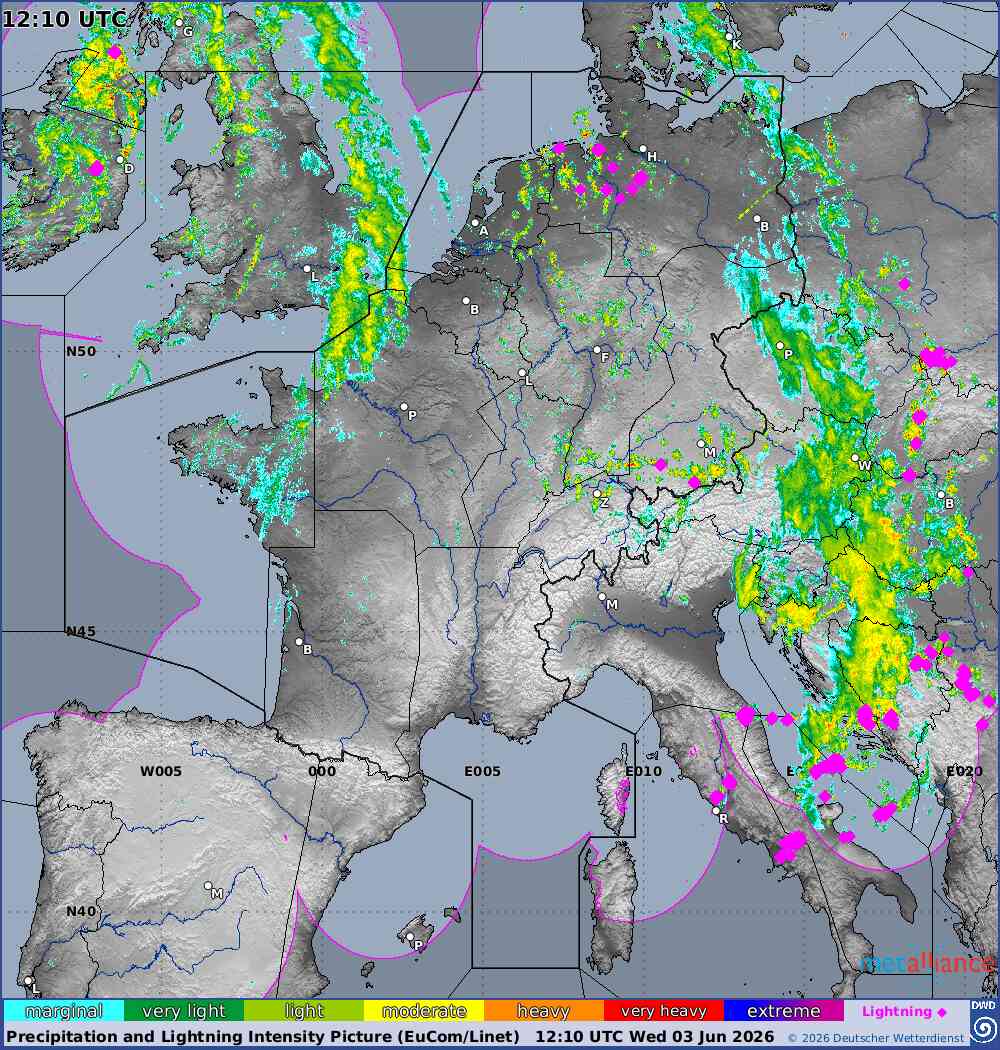 12:10 UTC
G
K
D
H
A
B
L
B
N50
P
F
L
P
M
W
Z
B
M
N45
B
W005
000
E005
E010
E
E020
R
M
N40
P
metalliance
L
marginal very light light moderate heavy very heavy extreme Lightning
DWD
Precipitation and Lightning Intensity Picture (EuCom/Linet) 12:10 UTC Wed 03 Jun 2026 © 2026 Deutscher Wetterdienst